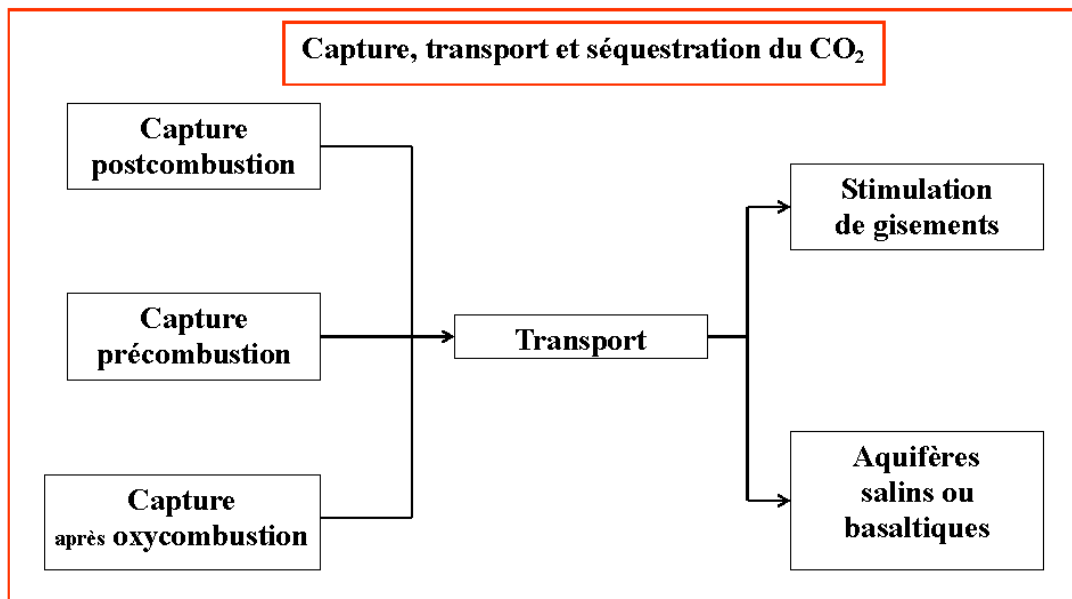 Capture, transport et séquestration du CO₂
Capture
postcombustion
Capture
précombustion
Capture
après oxycombustion
Transport
Stimulation
de gisements
Aquifères
salins ou
basaltiques